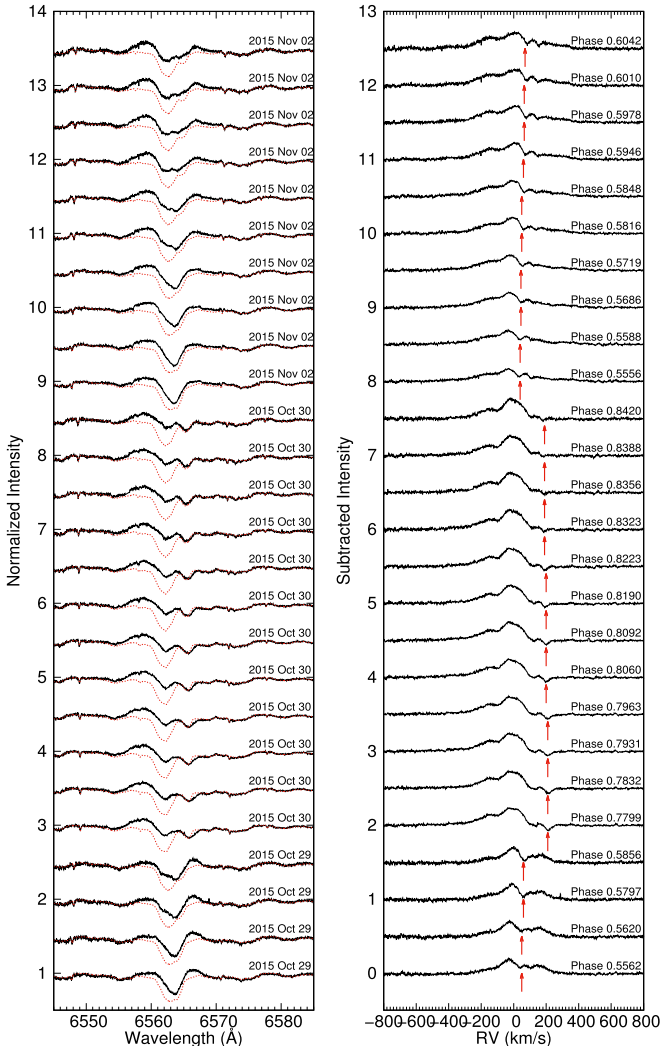 14
2015 Nov 02
13
2015 Nov 02
2015 Nov 02
12
2015 Nov 02
2015 Nov 02
11
2015 Nov 02
2015 Nov 02
10
2015 Nov 02
2015 Nov 02
9
2015 Nov 02
2015 Oct 30
8
2015 Oct 30
2015 Oct 30
7
2015 Oct 30
2015 Oct 30
6
2015 Oct 30
2015 Oct 30
5
2015 Oct 30
2015 Oct 30
4
2015 Oct 30
2015 Oct 30
3
2015 Oct 30
2015 Oct 29
2
2015 Oct 29
2015 Oct 29
1
2015 Oct 29
Normalized Intensity
6550 6560 6570 6580
Wavelength (Å)
13
Phase 0.6042
12
Phase 0.6010
Phase 0.5978
11
Phase 0.5946
Phase 0.5848
10
Phase 0.5816
Phase 0.5719
9
Phase 0.5686
Phase 0.5588
8
Phase 0.5556
Phase 0.8420
7
Phase 0.8388
Phase 0.8356
6
Phase 0.8323
Phase 0.8223
5
Phase 0.8190
Phase 0.8092
4
Phase 0.8060
Phase 0.7963
3
Phase 0.7931
Phase 0.7832
2
Phase 0.7799
Phase 0.5856
1
Phase 0.5797
Phase 0.5620
0
Phase 0.5562
Subtracted Intensity
-800 -600 -400 -200 0 200 400 600 800
RV (km/s)